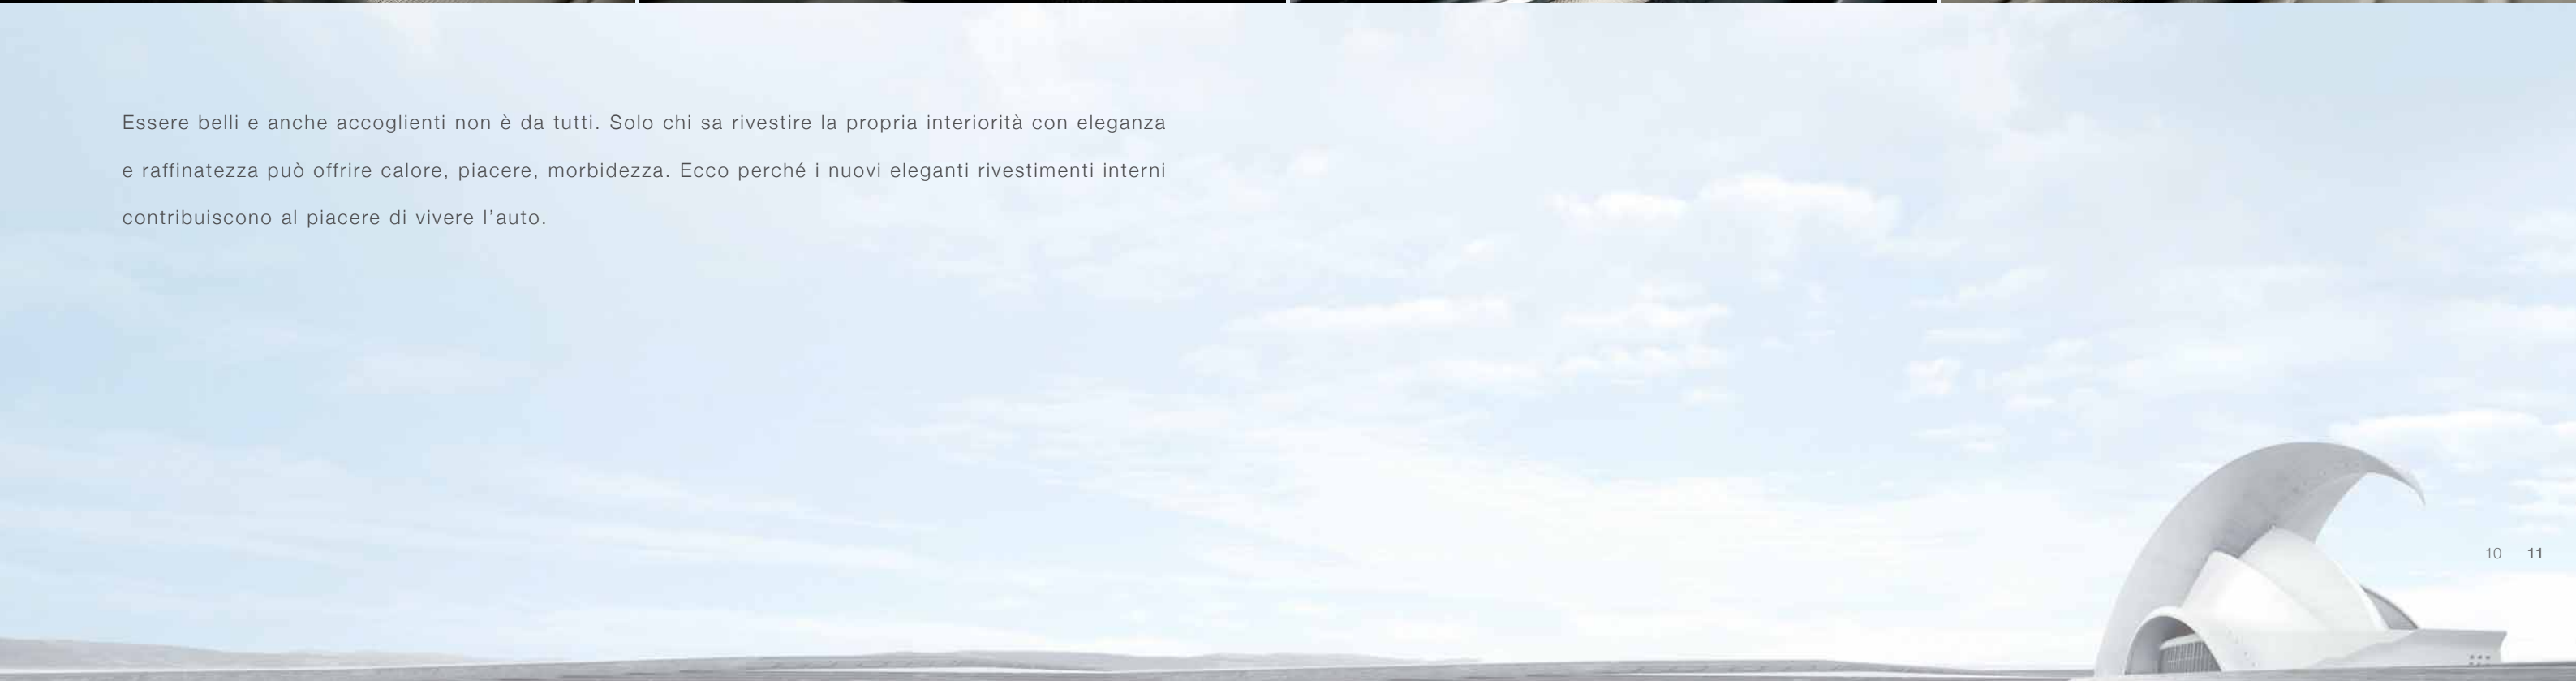 Essere belli e anche accoglienti non è da tutti. Solo chi sa rivestire la propria interiorità con eleganza
e raffinatezza può offrire calore, piacere, morbidezza. Ecco perché i nuovi eleganti rivestimenti interni
contribuiscono al piacere di vivere l’auto.
10 11